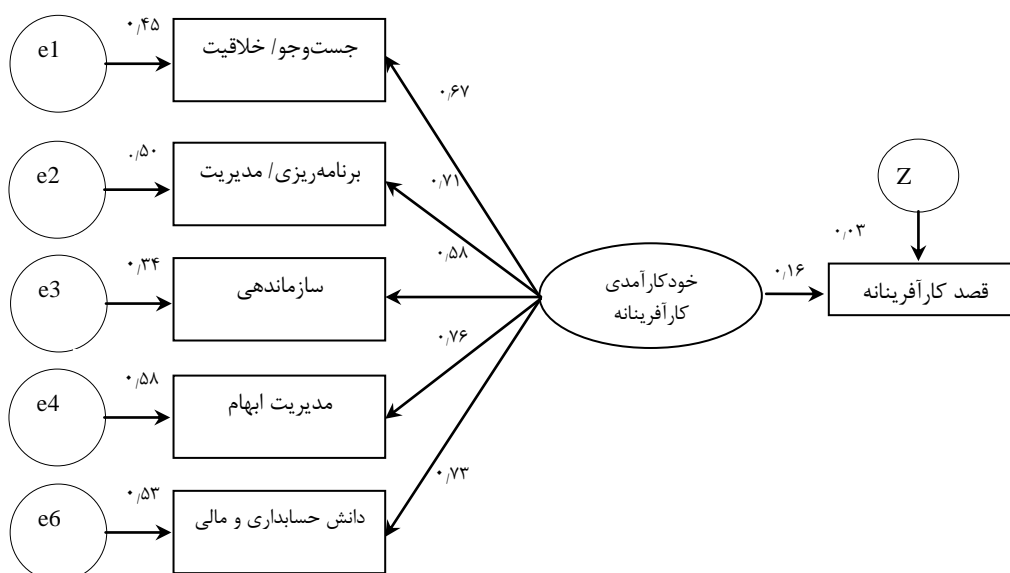 ۰٫۴۵
e1
جست‌وجو/ خلاقیت
۰٫۶۷
۰٫۵۰
e2
برنامه‌ریزی/ مدیریت
۰٫۷۱
Z
۰٫۰۳
۰٫۳۴
e3
سازماندهی
۰٫۵۸
خودکارآمدی
کارآفرینانه
۰٫۱۶
قصد کارآفرینانه
۰٫۵۸
e4
مدیریت ابهام
۰٫۷۶
۰٫۵۳
e6
دانش حسابداری و مالی
۰٫۷۳